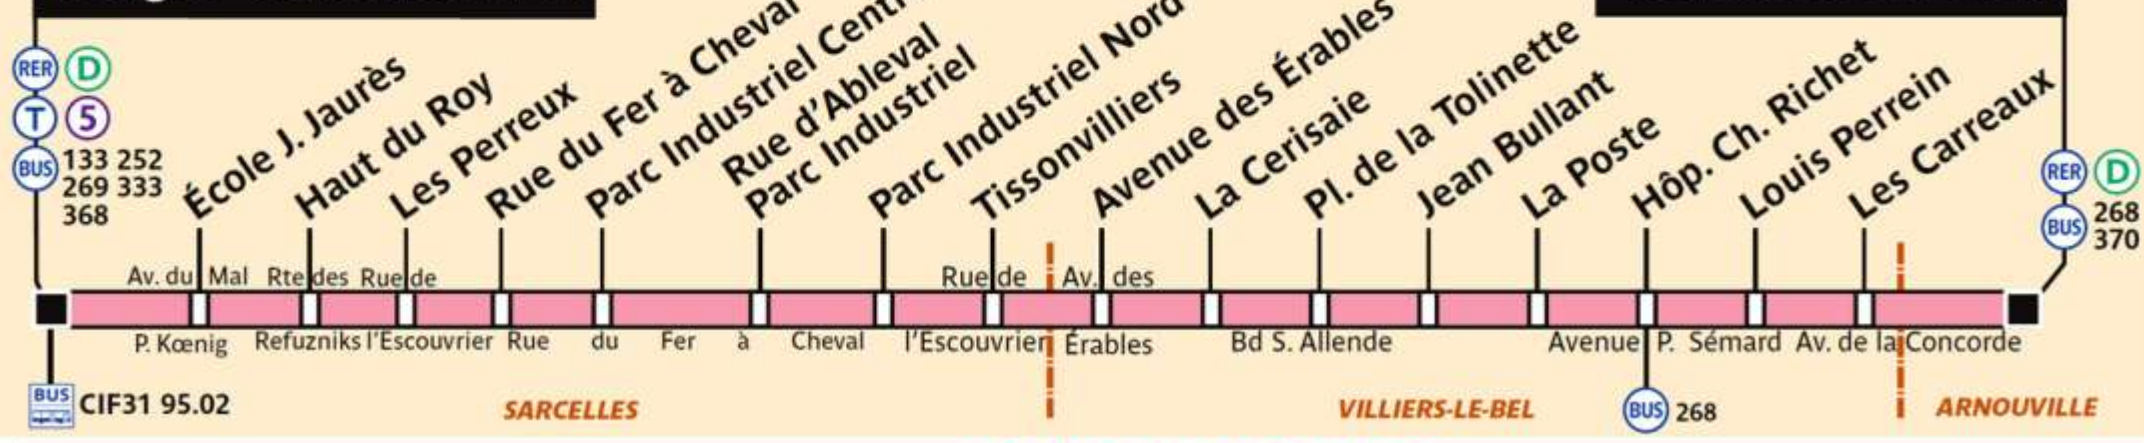 RER D
T 5
BUS 133 252
269 333
368
École J. Jaurès
Haut du Roy
Les Perreux
Rue du Fer à Cheval
Parc Industriel
Rue d'Ableval
Parc Industriel
Parc Industriel Nord
Tissonvilliers
Avenue des Érables
La Cerisaie
Pl. de la Tolinette
Jean Bullant
La Poste
Hôp. Ch. Richet
Louis Perrein
Les Carreaux
RER D
BUS 268
370
Av. du Mal
P. Kœnig
Rte des
Refuzniks
Rue de
l'Escouvrier
Rue du Fer à Cheval
Rue de
l'Escouvrier
Av. des
Érables
Bd S. Allende
Avenue P. Sémard
Av. de la Concorde
BUS CIF31 95.02
SARCELLES
VILLIERS-LE-BEL
BUS 268
ARNOUVILLE